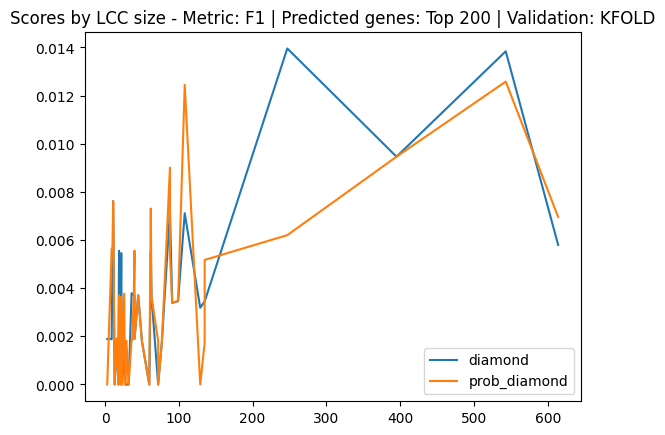 Scores by LCC size - Metric: F1 | Predicted genes: Top 200 | Validation: KFOLD
0.014
0.012
0.010
0.008
0.006
0.004
0.002
0.000
diamond
prob_diamond
0 100 200 300 400 500 600